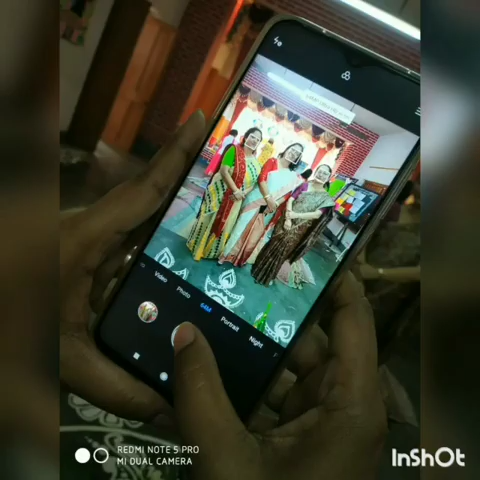 Video
Photo
64M
Portrait
Night
REDMI NOTE 5 PRO
MI DUAL CAMERA
InShOt